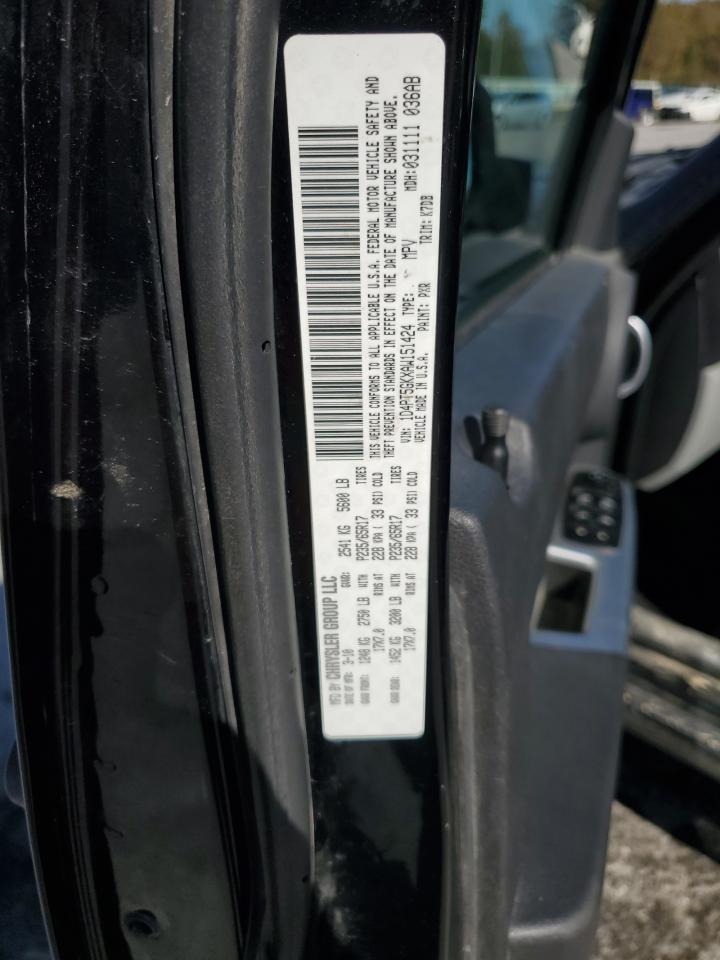 MFD BY CHRYSLER GROUP LLC
DATE OF MFR: 3-10 GVWR: 2541 KG 5600 LB
GAWR FRONT: 1248 KG 2750 LB WITH P235/65R17 TIRES
17X7.0 RIMS AT 228 KPA ( 33 PSI) COLD
GAWR REAR: 1452 KG 3200 LB WITH P235/65R17 TIRES
17X7.0 RIMS AT 228 KPA ( 33 PSI) COLD
THIS VEHICLE CONFORMS TO ALL APPLICABLE U.S.A. FEDERAL MOTOR VEHICLE SAFETY AND
THEFT PREVENTION STANDARDS IN EFFECT ON THE DATE OF MANUFACTURE SHOWN ABOVE.
VIN: 1D4PT5GKXAW151424 TYPE: MPV MDH:031111 036AB
VEHICLE MADE IN U.S.A. PAINT: PXR TRIM: K7DB